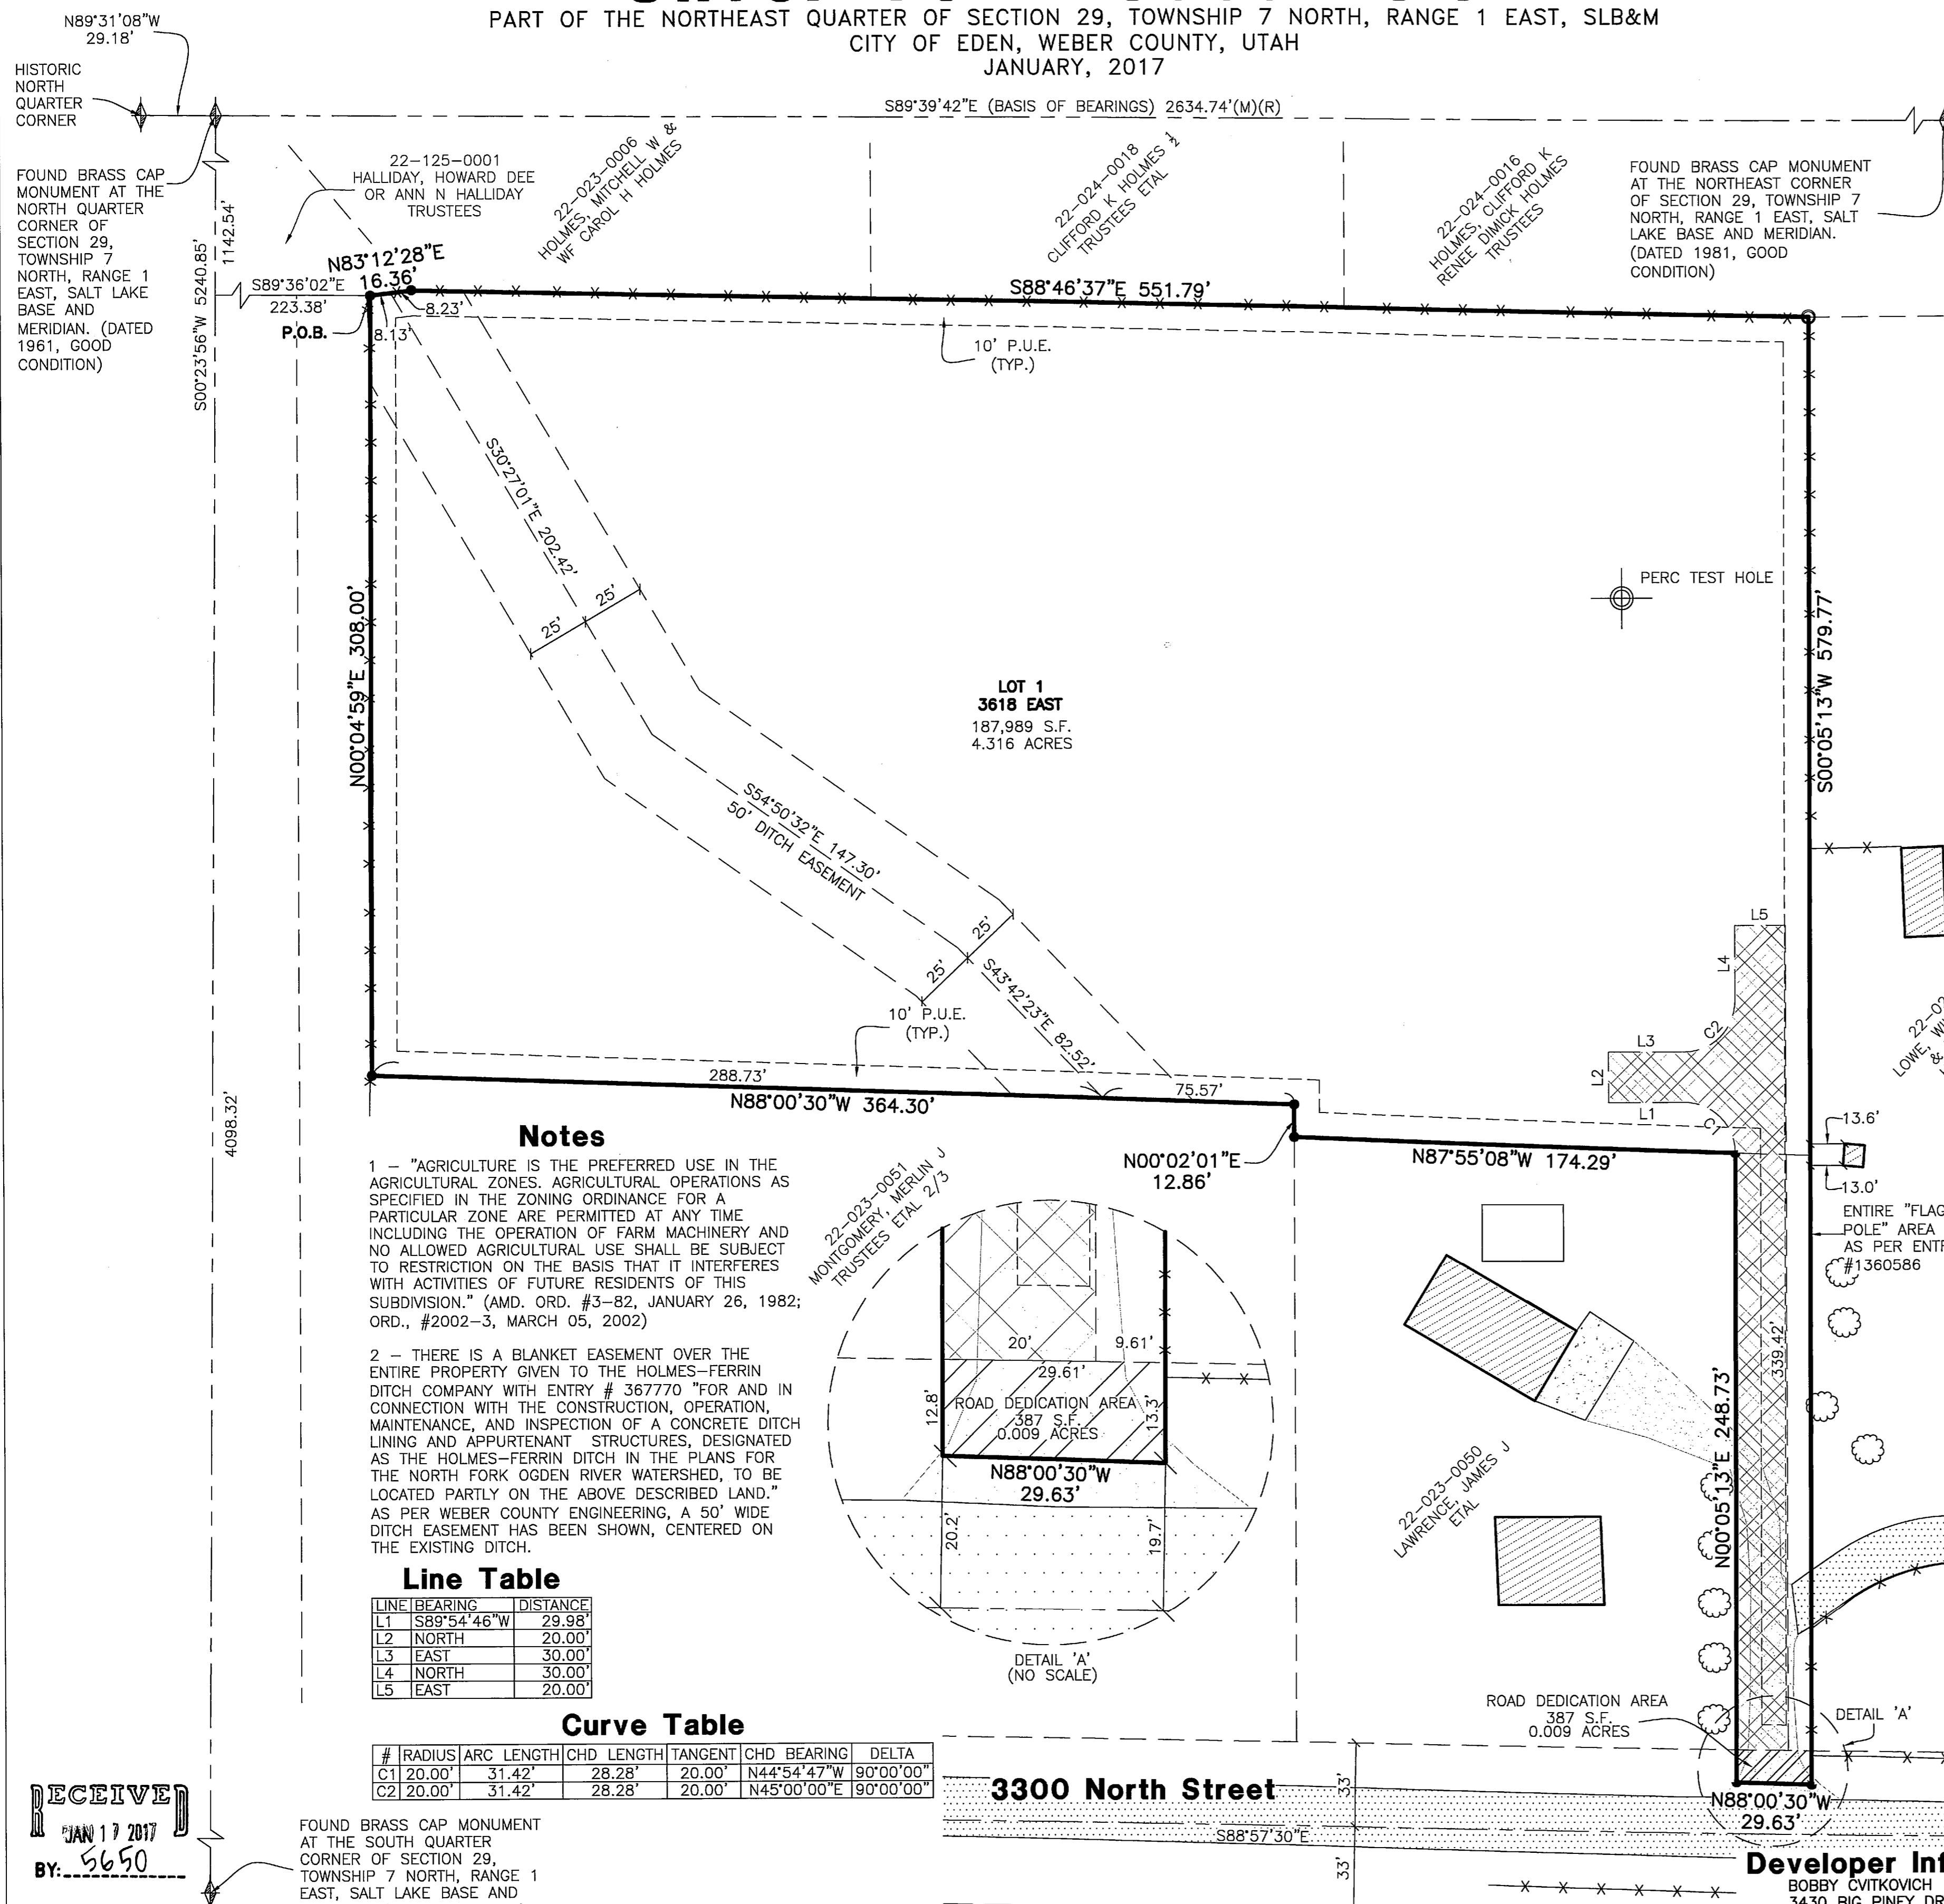 PART OF THE NORTHEAST QUARTER OF SECTION 29, TOWNSHIP 7 NORTH, RANGE 1 EAST, SLB&M
CITY OF EDEN, WEBER COUNTY, UTAH
JANUARY, 2017
N89°31'08"W
29.18'
HISTORIC
NORTH
QUARTER
CORNER
S89°39'42"E (BASIS OF BEARINGS) 2634.74'(M)(R)
FOUND BRASS CAP
MONUMENT AT THE
NORTH QUARTER
CORNER OF
SECTION 29,
TOWNSHIP 7
NORTH, RANGE 1
EAST, SALT LAKE
BASE AND
MERIDIAN. (DATED
1961, GOOD
CONDITION)
S00°23'56"W 5240.85'
1142.54'
4098.32'
22-125-0001
HALLIDAY, HOWARD DEE
OR ANN N HALLIDAY
TRUSTEES
22-023-0006
HOLMES, MITCHELL W &
WF CAROL H HOLMES
22-024-0018
CLIFFORD K HOLMES ½
TRUSTEES ETAL
22-024-0016
HOLMES, CLIFFORD K
RENEE DIMICK HOLMES
TRUSTEES
FOUND BRASS CAP MONUMENT
AT THE NORTHEAST CORNER
OF SECTION 29, TOWNSHIP 7
NORTH, RANGE 1 EAST, SALT
LAKE BASE AND MERIDIAN.
(DATED 1981, GOOD
CONDITION)
N83°12'28"E
16.36'
S89°36'02"E
223.38'
P.O.B.
8.13'
8.23'
S88°46'37"E 551.79'
10' P.U.E.
(TYP.)
S30°27'01"E 202.42'
25'
25'
PERC TEST HOLE
N00°04'59"E 308.00'
S00°05'13"W 579.77'
LOT 1
3618 EAST
187,989 S.F.
4.316 ACRES
S54°50'32"E 147.30'
50' DITCH EASEMENT
25'
25'
S43°42'23"E 82.52'
10' P.U.E.
(TYP.)
L5
L4
C2
L3
L2
L1
C1
22-02
LOWE, WI
&
288.73'
75.57'
N88°00'30"W 364.30'
N00°02'01"E
12.86'
N87°55'08"W 174.29'
13.6'
13.0'
ENTIRE "FLAG
POLE" AREA
AS PER ENTR
#1360586
Notes
1 - "AGRICULTURE IS THE PREFERRED USE IN THE
AGRICULTURAL ZONES. AGRICULTURAL OPERATIONS AS
SPECIFIED IN THE ZONING ORDINANCE FOR A
PARTICULAR ZONE ARE PERMITTED AT ANY TIME
INCLUDING THE OPERATION OF FARM MACHINERY AND
NO ALLOWED AGRICULTURAL USE SHALL BE SUBJECT
TO RESTRICTION ON THE BASIS THAT IT INTERFERES
WITH ACTIVITIES OF FUTURE RESIDENTS OF THIS
SUBDIVISION." (AMD. ORD. #3-82, JANUARY 26, 1982;
ORD., #2002-3, MARCH 05, 2002)
2 - THERE IS A BLANKET EASEMENT OVER THE
ENTIRE PROPERTY GIVEN TO THE HOLMES-FERRIN
DITCH COMPANY WITH ENTRY # 367770 "FOR AND IN
CONNECTION WITH THE CONSTRUCTION, OPERATION,
MAINTENANCE, AND INSPECTION OF A CONCRETE DITCH
LINING AND APPURTENANT STRUCTURES, DESIGNATED
AS THE HOLMES-FERRIN DITCH IN THE PLANS FOR
THE NORTH FORK OGDEN RIVER WATERSHED, TO BE
LOCATED PARTLY ON THE ABOVE DESCRIBED LAND."
AS PER WEBER COUNTY ENGINEERING, A 50' WIDE
DITCH EASEMENT HAS BEEN SHOWN, CENTERED ON
THE EXISTING DITCH.
22-023-0051
MONTGOMERY, MERLIN J
TRUSTEES ETAL 2/3
20'
9.61'
29.61'
12.8'
13.3'
ROAD DEDICATION AREA
387 S.F.
0.009 ACRES
N88°00'30"W
29.63'
20.2'
19.7'
DETAIL 'A'
(NO SCALE)
22-023-0050
LAWRENCE, JAMES J
ETAL
N00°05'13"E 248.73'
339.42'
Line Table
LINE BEARING DISTANCE
L1 S89°54'46"W 29.98'
L2 NORTH 20.00'
L3 EAST 30.00'
L4 NORTH 30.00'
L5 EAST 20.00'
Curve Table
# RADIUS ARC LENGTH CHD LENGTH TANGENT CHD BEARING DELTA
C1 20.00' 31.42' 28.28' 20.00' N44°54'47"W 90°00'00"
C2 20.00' 31.42' 28.28' 20.00' N45°00'00"E 90°00'00"
ROAD DEDICATION AREA
387 S.F.
0.009 ACRES
DETAIL 'A'
3300 North Street
33'
33'
S88°57'30"E
N88°00'30"W
29.63'
RECEIVED
JAN 17 2017
BY: 5650
FOUND BRASS CAP MONUMENT
AT THE SOUTH QUARTER
CORNER OF SECTION 29,
TOWNSHIP 7 NORTH, RANGE 1
EAST, SALT LAKE BASE AND
Developer Inf
BOBBY CVITKOVICH
3430 BIG PINEY DR